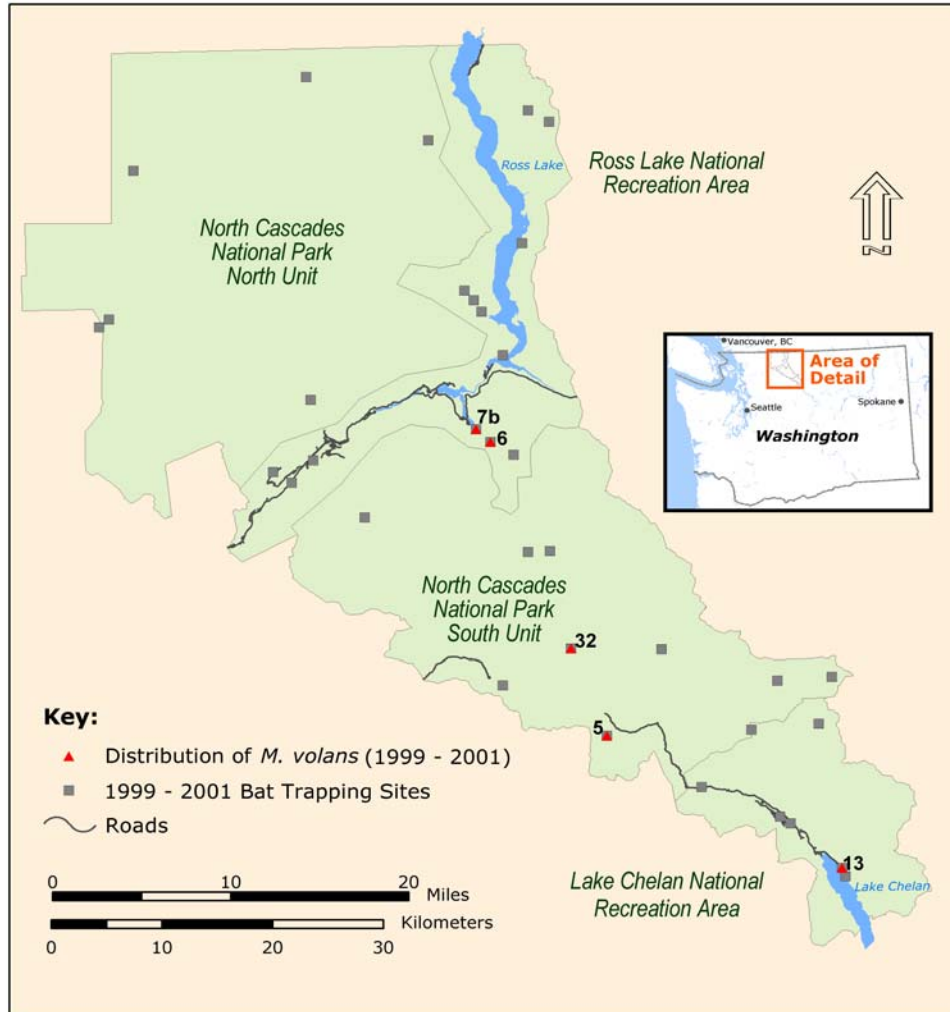 Ross Lake
Ross Lake National
Recreation Area
North Cascades
National Park
North Unit
N
Vancouver, BC
Area of
Detail
Seattle
Spokane
Washington
7b
6
North Cascades
National Park
South Unit
32
5
13
Lake Chelan
Lake Chelan National
Recreation Area
Key:
Distribution of M. volans (1999 - 2001)
1999 - 2001 Bat Trapping Sites
Roads
0 10 20 Miles
Kilometers
0 10 20 30